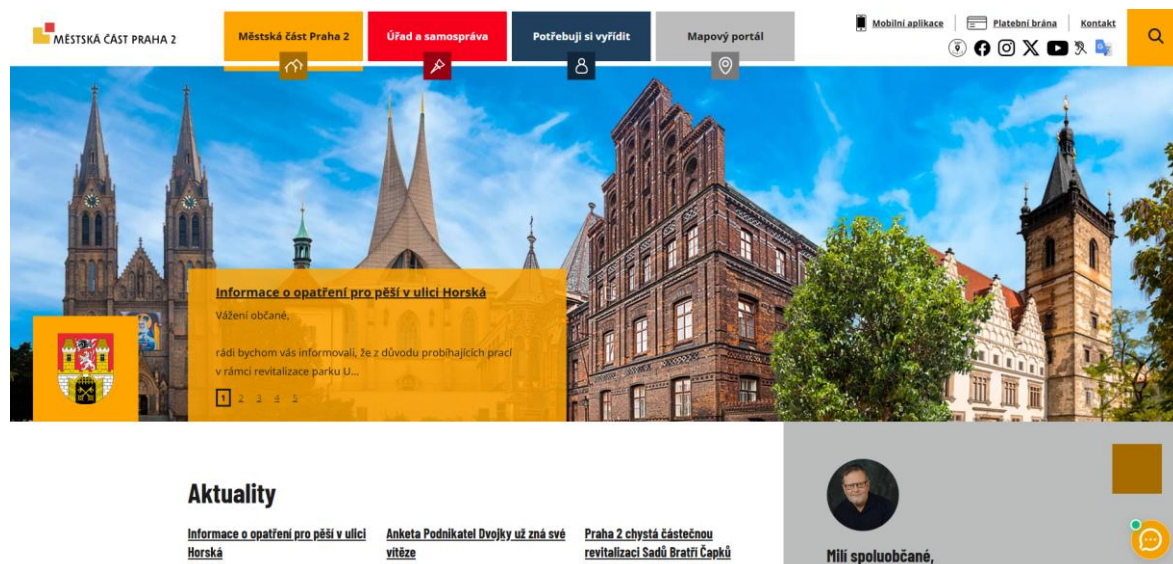 MĚSTSKÁ ČÁST PRAHA 2
Městská část Praha 2
Úřad a samospráva
Potřebuji si vyřídit
Mapový portál
Mobilní aplikace
Platební brána
Kontakt
Informace o opatření pro pěší v ulici Horská
Vážení občané,
rádi bychom vás informovali, že z důvodu probíhajících prací
v rámci revitalizace parku U...
1 2 3 4 5
Aktuality
Informace o opatření pro pěší v ulici
Horská
Anketa Podnikatel Dvojky už zná své
vítěze
Praha 2 chystá částečnou
revitalizaci Sadů Bratří Čapků
Milí spoluobčané,